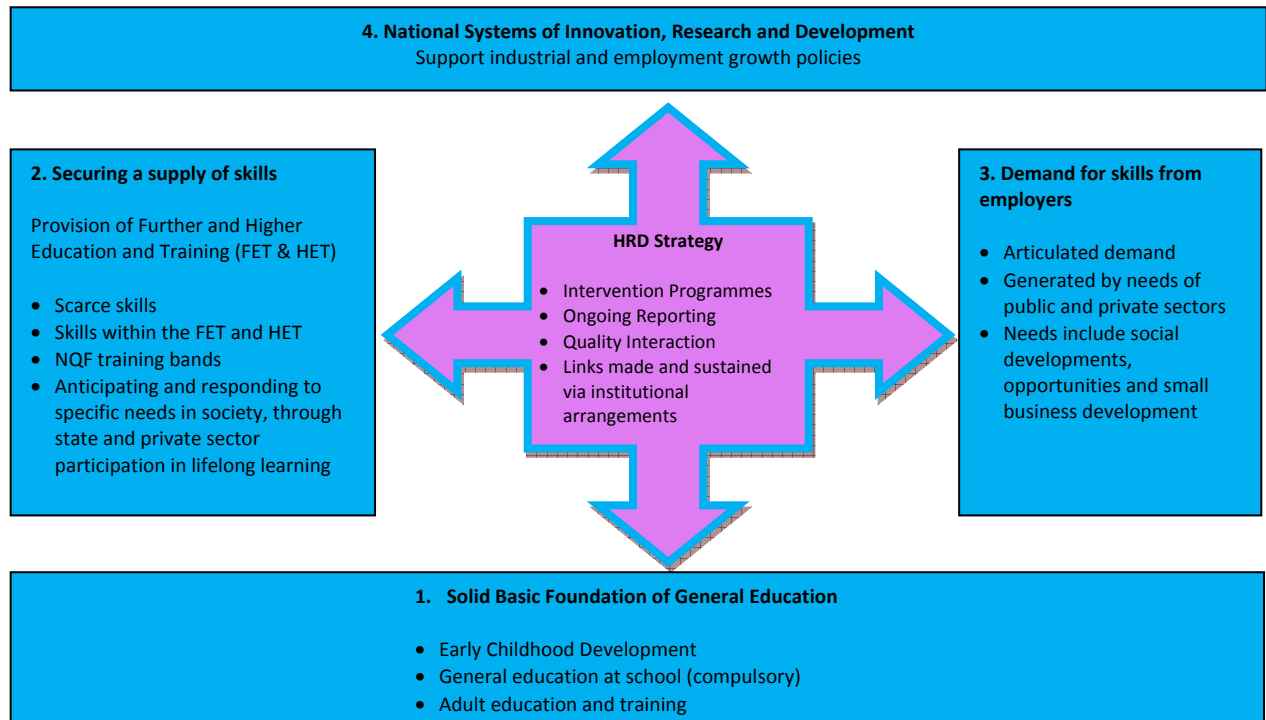 4. National Systems of Innovation, Research and Development
Support industrial and employment growth policies
2. Securing a supply of skills
Provision of Further and Higher
Education and Training (FET & HET)
• Scarce skills
• Skills within the FET and HET
• NQF training bands
• Anticipating and responding to
specific needs in society, through
state and private sector
participation in lifelong learning
HRD Strategy
• Intervention Programmes
• Ongoing Reporting
• Quality Interaction
• Links made and sustained
via institutional
arrangements
3. Demand for skills from
employers
• Articulated demand
• Generated by needs of
public and private sectors
• Needs include social
developments,
opportunities and small
business development
1. Solid Basic Foundation of General Education
• Early Childhood Development
• General education at school (compulsory)
• Adult education and training